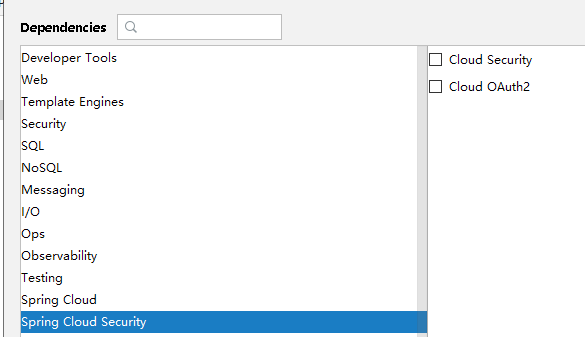 Dependencies
Developer Tools
Web
Template Engines
Security
SQL
NoSQL
Messaging
I/O
Ops
Observability
Testing
Spring Cloud
Spring Cloud Security
Cloud Security
Cloud OAuth2